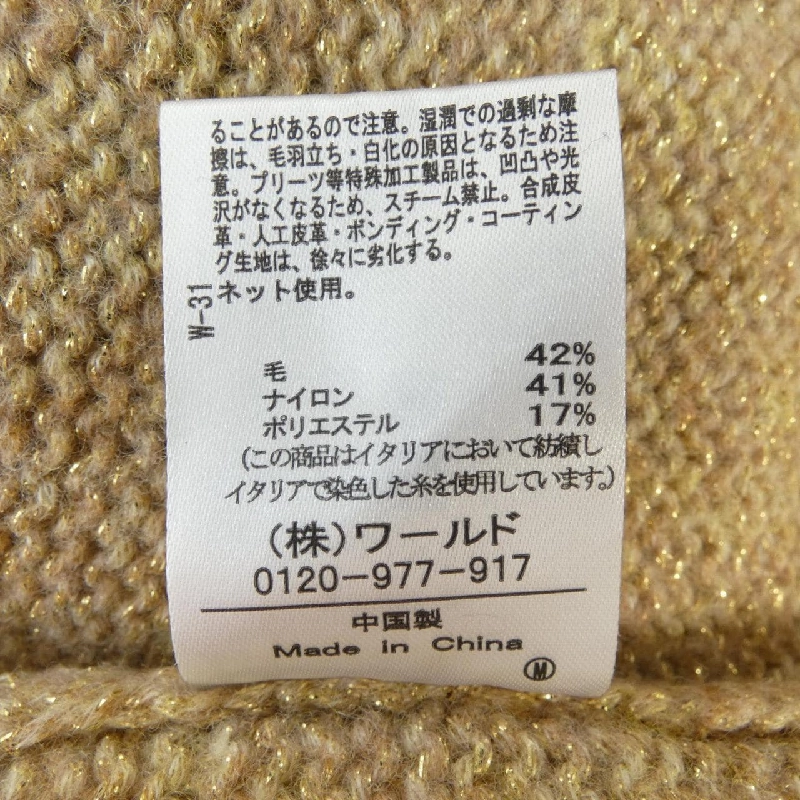 ることがあるので注意。湿潤での過剰な摩
擦は、毛羽立ち・白化の原因となるため注
意。プリーツ等特殊加工製品は、凹凸や光
沢がなくなるため、スチーム禁止。合成皮
革・人工皮革・ボンディング・コーティン
グ生地は、徐々に劣化する。
ネット使用。
W-31
毛 42%
ナイロン 41%
ポリエステル 17%
(この商品はイタリアにおいて紡績し
イタリアで染色した糸を使用しています。)
(株)ワールド
0120-977-917
中国製
Made in China
M